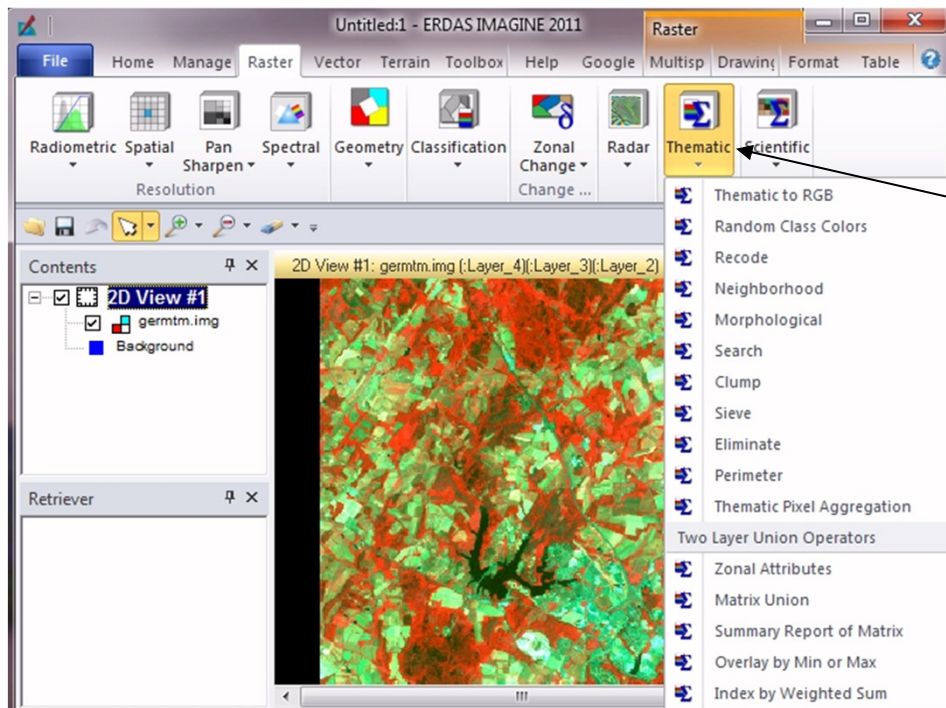 Untitled:1 - ERDAS IMAGINE 2011
Raster
File Home Manage Raster Vector Terrain Toolbox Help Google Multisp Drawing Format Table
Radiometric Spatial Pan Sharpen Spectral Geometry Classification Zonal Change Radar Thematic Scientific
Resolution Change ...
Contents
2D View #1
germtm.img
Background
Retriever
2D View #1: germtm.img (:Layer_4)(:Layer_3)(:Layer_2)
Thematic to RGB
Random Class Colors
Recode
Neighborhood
Morphological
Search
Clump
Sieve
Eliminate
Perimeter
Thematic Pixel Aggregation
Two Layer Union Operators
Zonal Attributes
Matrix Union
Summary Report of Matrix
Overlay by Min or Max
Index by Weighted Sum